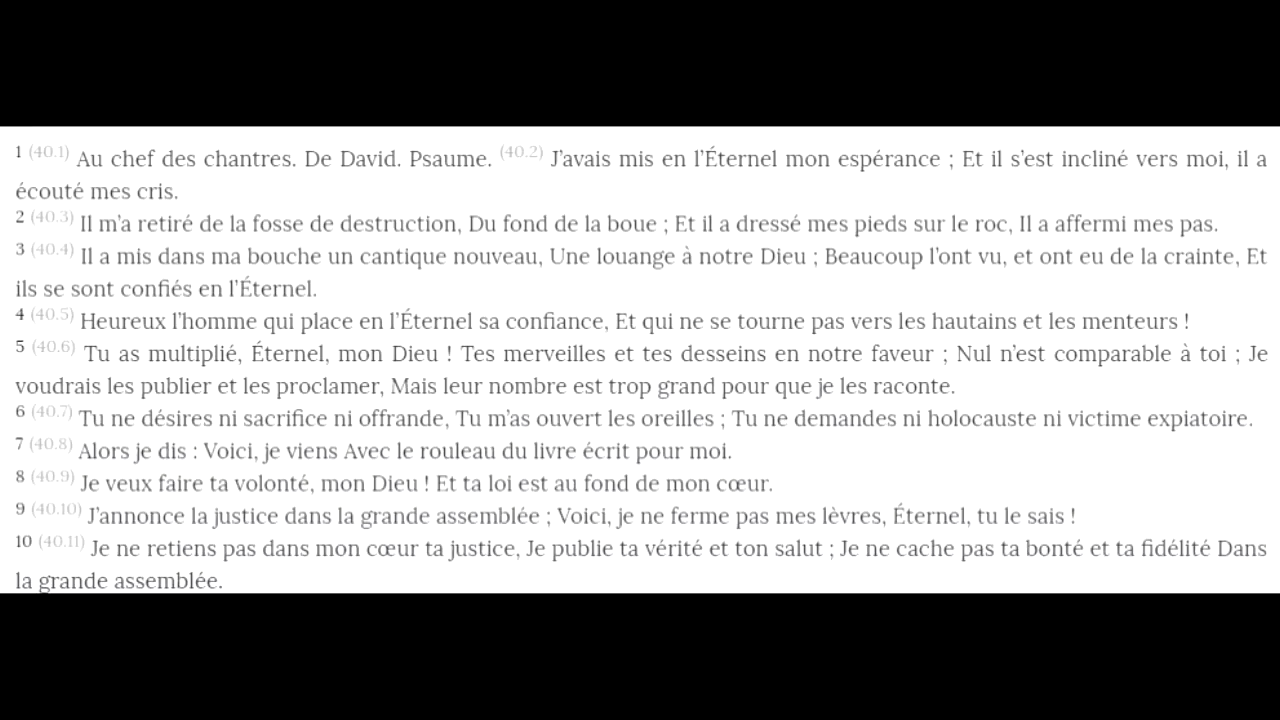 1 (40.1) Au chef des chantres. De David. Psaume. (40.2) J’avais mis en l’Éternel mon espérance ; Et il s’est incliné vers moi, il a
écouté mes cris.
2 (40.3) Il m’a retiré de la fosse de destruction, Du fond de la boue ; Et il a dressé mes pieds sur le roc, Il a affermi mes pas.
3 (40.4) Il a mis dans ma bouche un cantique nouveau, Une louange à notre Dieu ; Beaucoup l’ont vu, et ont eu de la crainte, Et
ils se sont confiés en l’Éternel.
4 (40.5) Heureux l’homme qui place en l’Éternel sa confiance, Et qui ne se tourne pas vers les hautains et les menteurs !
5 (40.6) Tu as multiplié, Éternel, mon Dieu ! Tes merveilles et tes desseins en notre faveur ; Nul n’est comparable à toi ; Je
voudrais les publier et les proclamer, Mais leur nombre est trop grand pour que je les raconte.
6 (40.7) Tu ne désires ni sacrifice ni offrande, Tu m’as ouvert les oreilles ; Tu ne demandes ni holocauste ni victime expiatoire.
7 (40.8) Alors je dis : Voici, je viens Avec le rouleau du livre écrit pour moi.
8 (40.9) Je veux faire ta volonté, mon Dieu ! Et ta loi est au fond de mon cœur.
9 (40.10) J’annonce la justice dans la grande assemblée ; Voici, je ne ferme pas mes lèvres, Éternel, tu le sais !
10 (40.11) Je ne retiens pas dans mon cœur ta justice, Je publie ta vérité et ton salut ; Je ne cache pas ta bonté et ta fidélité Dans
la grande assemblée.